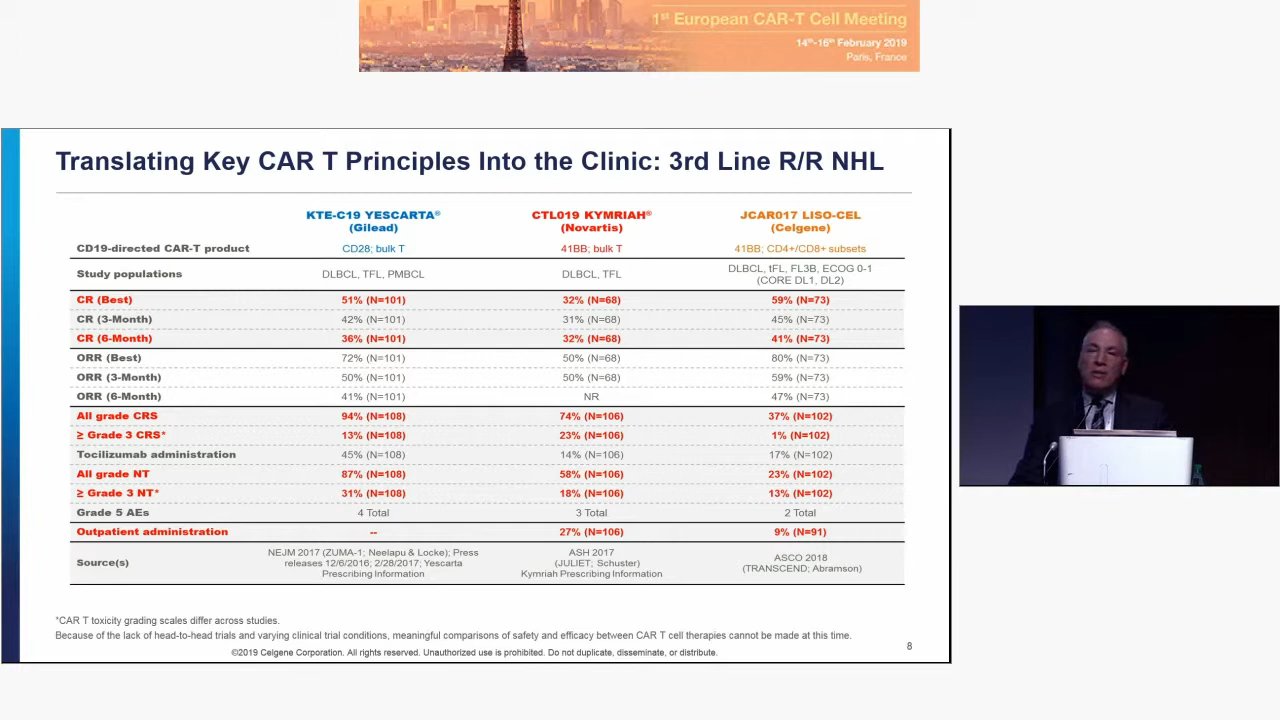 1st European CAR-T Cell Meeting
14th-16th February 2019
Paris, France
Translating Key CAR T Principles Into the Clinic: 3rd Line R/R NHL
KTE-C19 YESCARTA® CTL019 KYMRIAH® JCAR017 LISO-CEL
(Gilead) (Novartis) (Celgene)
CD19-directed CAR-T product CD28; bulk T 41BB; bulk T 41BB; CD4+/CD8+ subsets
Study populations DLBCL, TFL, PMBCL DLBCL, TFL DLBCL, tFL, FL3B, ECOG 0-1
(CORE DL1, DL2)
CR (Best) 51% (N=101) 32% (N=68) 59% (N=73)
CR (3-Month) 42% (N=101) 31% (N=68) 45% (N=73)
CR (6-Month) 36% (N=101) 32% (N=68) 41% (N=73)
ORR (Best) 72% (N=101) 50% (N=68) 80% (N=73)
ORR (3-Month) 50% (N=101) 50% (N=68) 59% (N=73)
ORR (6-Month) 41% (N=101) NR 47% (N=73)
All grade CRS 94% (N=108) 74% (N=106) 37% (N=102)
≥ Grade 3 CRS* 13% (N=108) 23% (N=106) 1% (N=102)
Tocilizumab administration 45% (N=108) 14% (N=106) 17% (N=102)
All grade NT 87% (N=108) 58% (N=106) 23% (N=102)
≥ Grade 3 NT* 31% (N=108) 18% (N=106) 13% (N=102)
Grade 5 AEs 4 Total 3 Total 2 Total
Outpatient administration -- 27% (N=106) 9% (N=91)
Source(s) NEJM 2017 (ZUMA-1; Neelapu & Locke); Press ASH 2017 ASCO 2018
releases 12/6/2016; 2/28/2017; Yescarta (JULIET; Schuster) (TRANSCEND; Abramson)
Prescribing Information Kymriah Prescribing Information
*CAR T toxicity grading scales differ across studies.
Because of the lack of head-to-head trials and varying clinical trial conditions, meaningful comparisons of safety and efficacy between CAR T cell therapies cannot be made at this time.
©2019 Celgene Corporation. All rights reserved. Unauthorized use is prohibited. Do not duplicate, disseminate, or distribute.
8